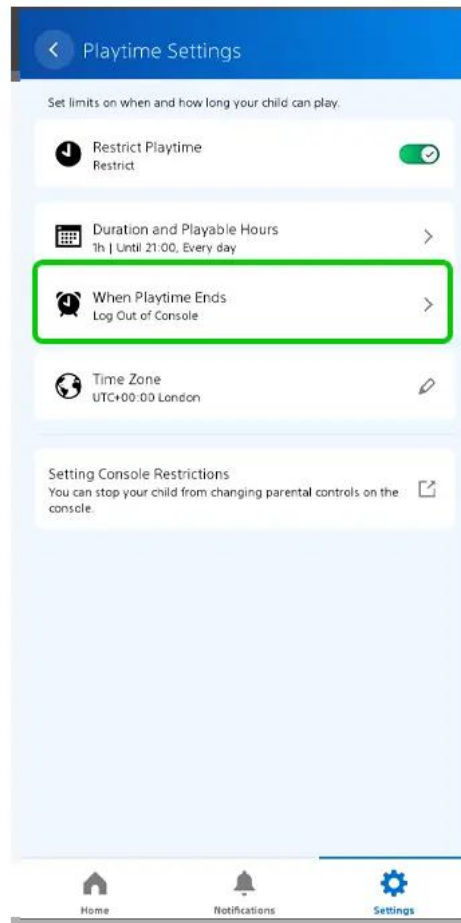 Playtime Settings
Set limits on when and how long your child can play.
Restrict Playtime
Restrict
Duration and Playable Hours
1h | Until 21:00, Every day
When Playtime Ends
Log Out of Console
Time Zone
UTC+00:00 London
Setting Console Restrictions
You can stop your child from changing parental controls on the
console.
Home
Notifications
Settings